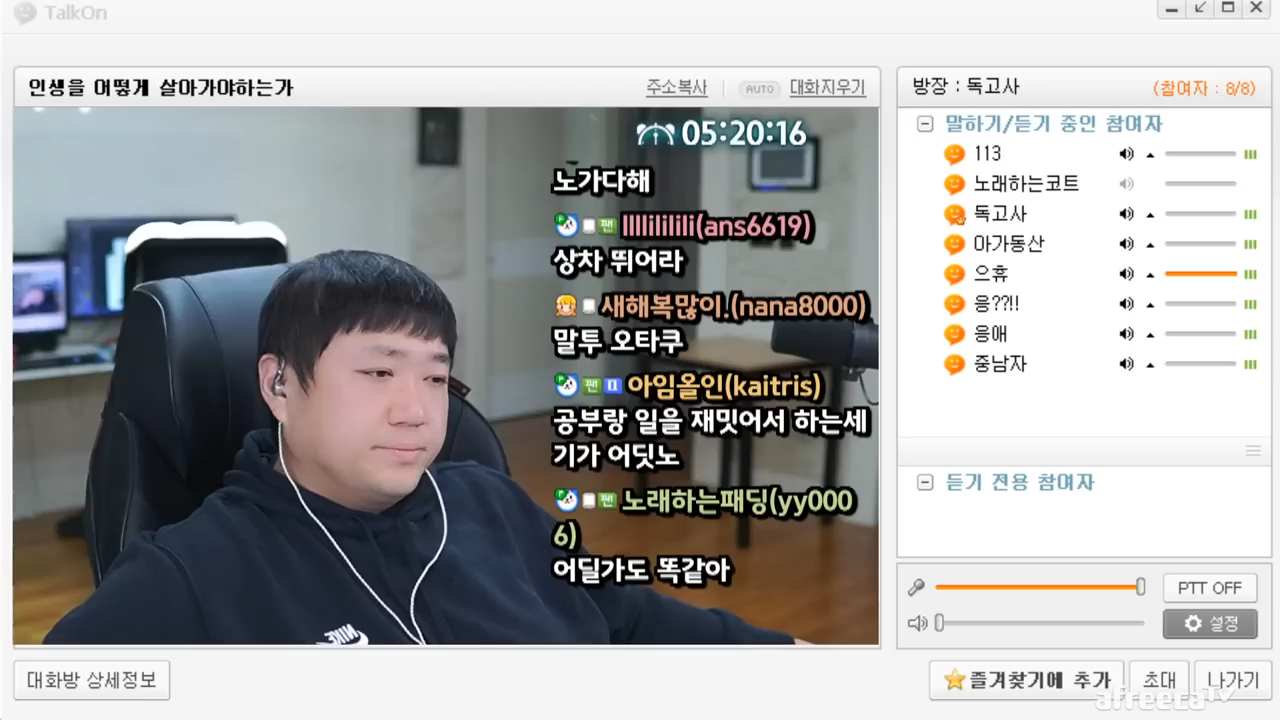 TalkOn
인생을 어떻게 살아가야하는가
주소복사
AUTO
대화지우기
05:20:16
노가다해
팬 llllilililili(ans6619)
상차 뛰어라
새해복많이.(nana8000)
말투 오타쿠
팬 아임올인(kaitris)
공부랑 일을 재밋어서 하는세
기가 어딧노
팬 노래하는패딩(yy000
6)
어딜가도 똑같아
NIKE
방장 : 독고사
(참여자 : 8/8)
말하기/듣기 중인 참여자
113
노래하는코트
독고사
아가동산
으휴
응??!!
응애
중남자
듣기 전용 참여자
PTT OFF
설정
대화방 상세정보
즐겨찾기에 추가
초대
나가기
afreecaTV